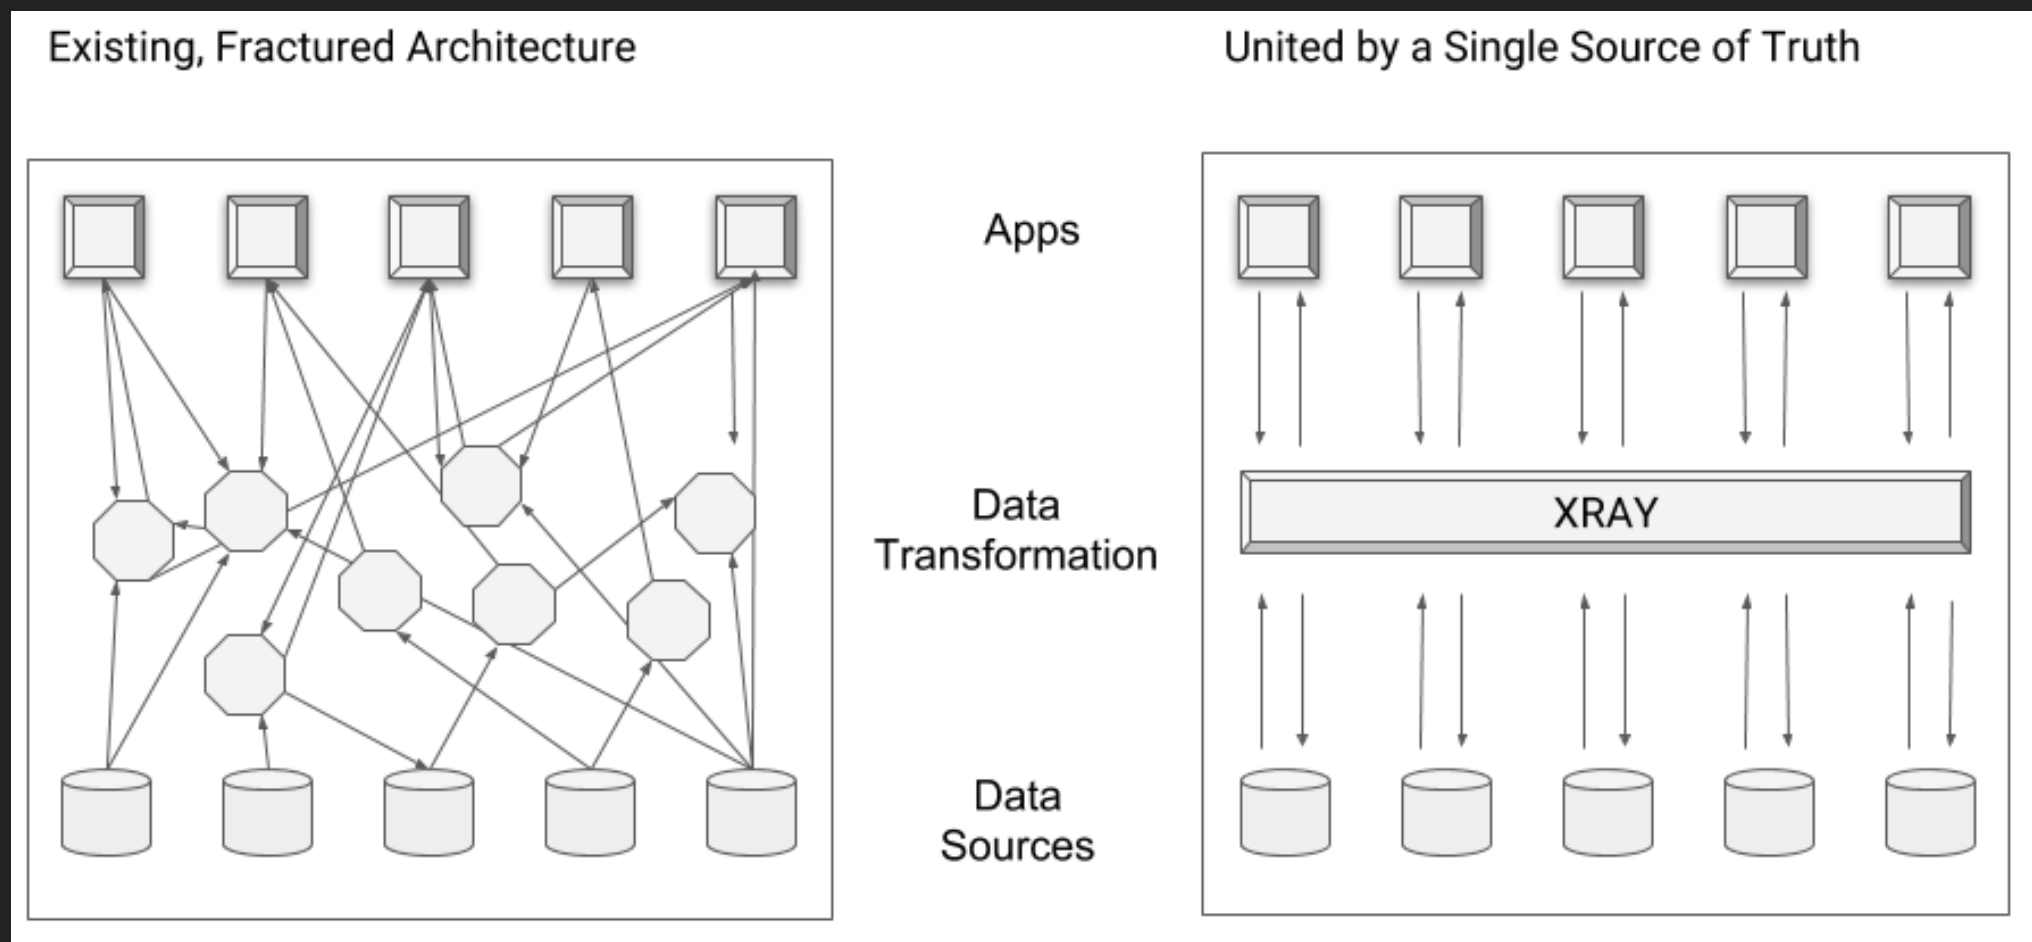 Existing, Fractured Architecture
United by a Single Source of Truth
Apps
Data
Transformation
XRAY
Data
Sources